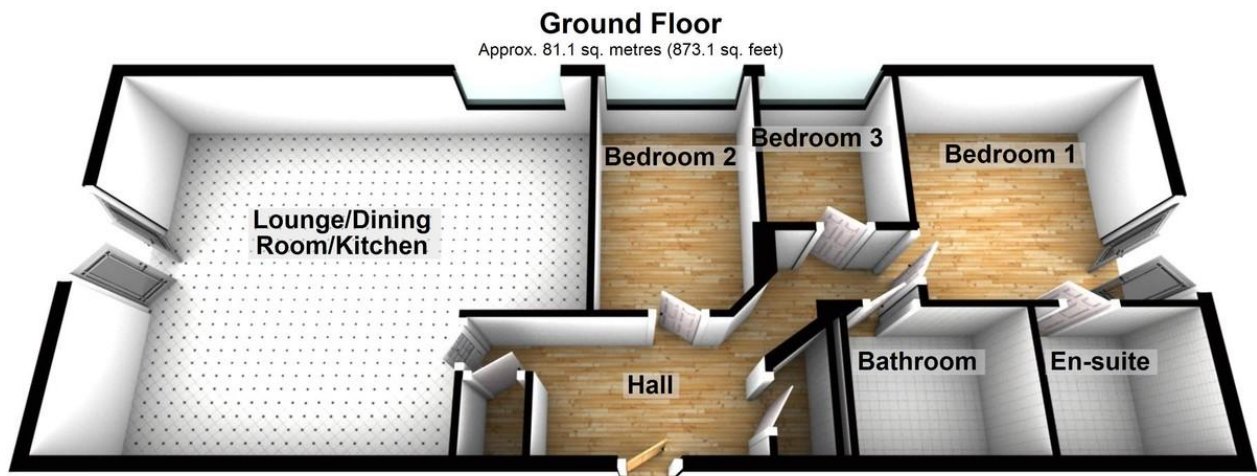 Ground Floor
Approx. 81.1 sq. metres (873.1 sq. feet)
Bedroom 3
Bedroom 2
Bedroom 1
Lounge/Dining
Room/Kitchen
Bathroom
En-suite
Hall